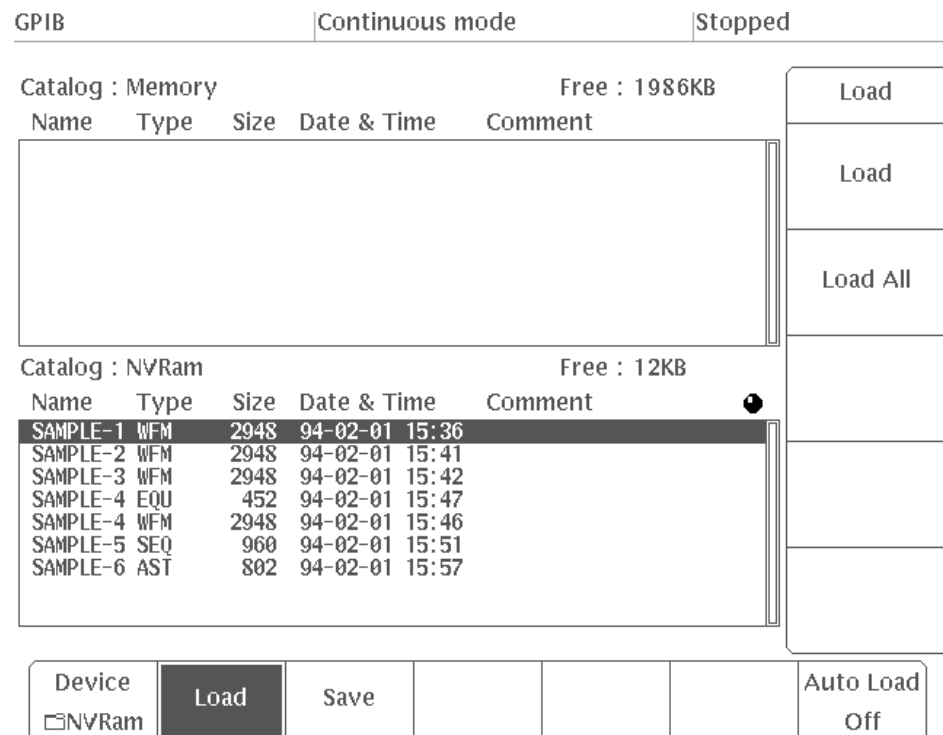 GPIB Continuous mode Stopped
Catalog : Memory Free : 1986KB
Name Type Size Date & Time Comment
Catalog : NVRam Free : 12KB
Name Type Size Date & Time Comment
SAMPLE-1 WFM 2948 94-02-01 15:36
SAMPLE-2 WFM 2948 94-02-01 15:41
SAMPLE-3 WFM 2948 94-02-01 15:42
SAMPLE-4 EQU 452 94-02-01 15:47
SAMPLE-4 WFM 2948 94-02-01 15:46
SAMPLE-5 SEQ 960 94-02-01 15:51
SAMPLE-6 AST 802 94-02-01 15:57
Load
Load
Load All
Device
NVRam
Load
Save
Auto Load
Off